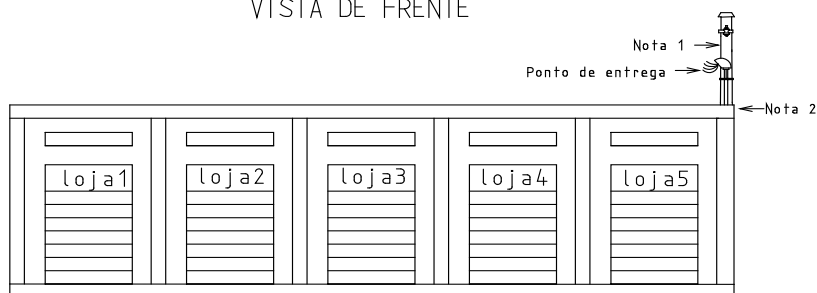 VISTA DE FRENTE
Nota 1
Ponto de entrega
Nota 2
loja1 loja2 loja3 loja4 loja5